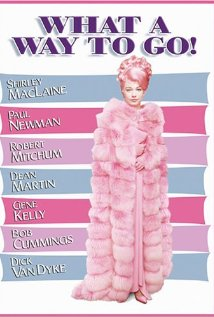 WHAT A
WAY TO GO!
SHIRLEY
MACLAINE
PAUL
NEWMAN
ROBERT
MITCHUM
DEAN
MARTIN
GENE
KELLY
BOB
CUMMINGS
DICK
VAN DYKE